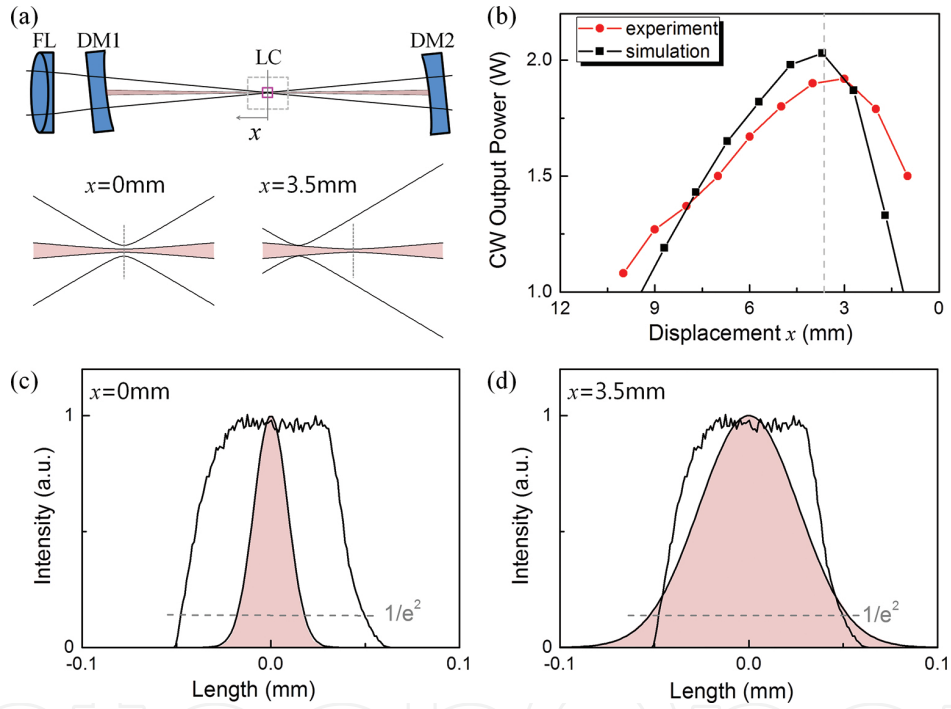 (a)
FL DM1 LC DM2
x
x=0mm x=3.5mm
(b)
experiment
simulation
CW Output Power (W)
2.0
1.5
1.0
12 9 6 3 0
Displacement x (mm)
(c)
x=0mm
Intensity (a.u.)
1
0
1/e²
-0.1 0.0 0.1
Length (mm)
(d)
x=3.5mm
Intensity (a.u.)
1
0
1/e²
-0.1 0.0 0.1
Length (mm)